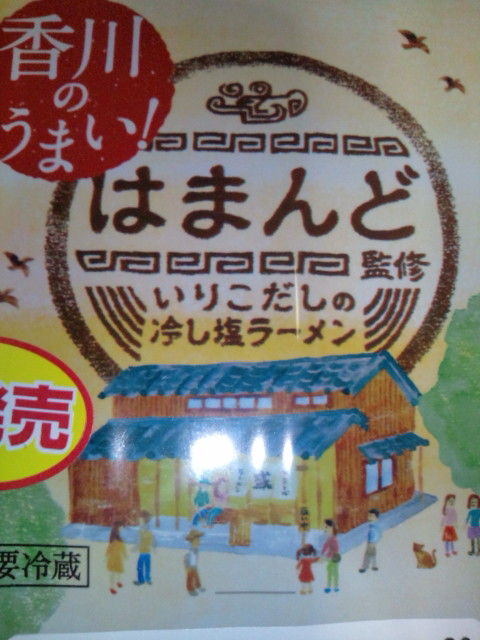 香川
の
うまい!
はまんど
監修
いりこだしの
冷し塩ラーメン
売
要冷蔵